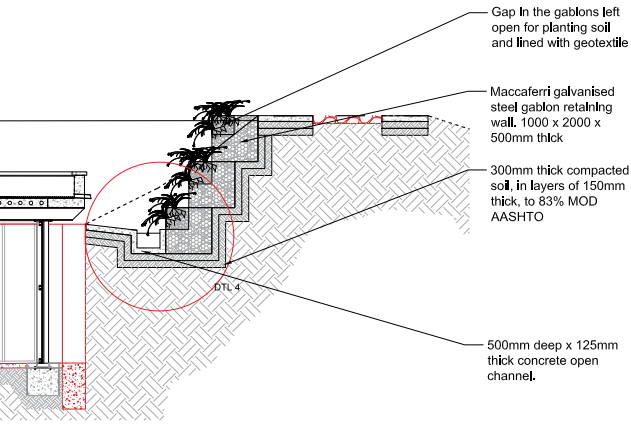 Gap in the gabions left
open for planting soil
and lined with geotextile
Maccaferri galvanised
steel gabion retaining
wall. 1000 x 2000 x
500mm thick
300mm thick compacted
soil, in layers of 150mm
thick, to 83% MOD
AASHTO
DTL 4
500mm deep x 125mm
thick concrete open
channel.